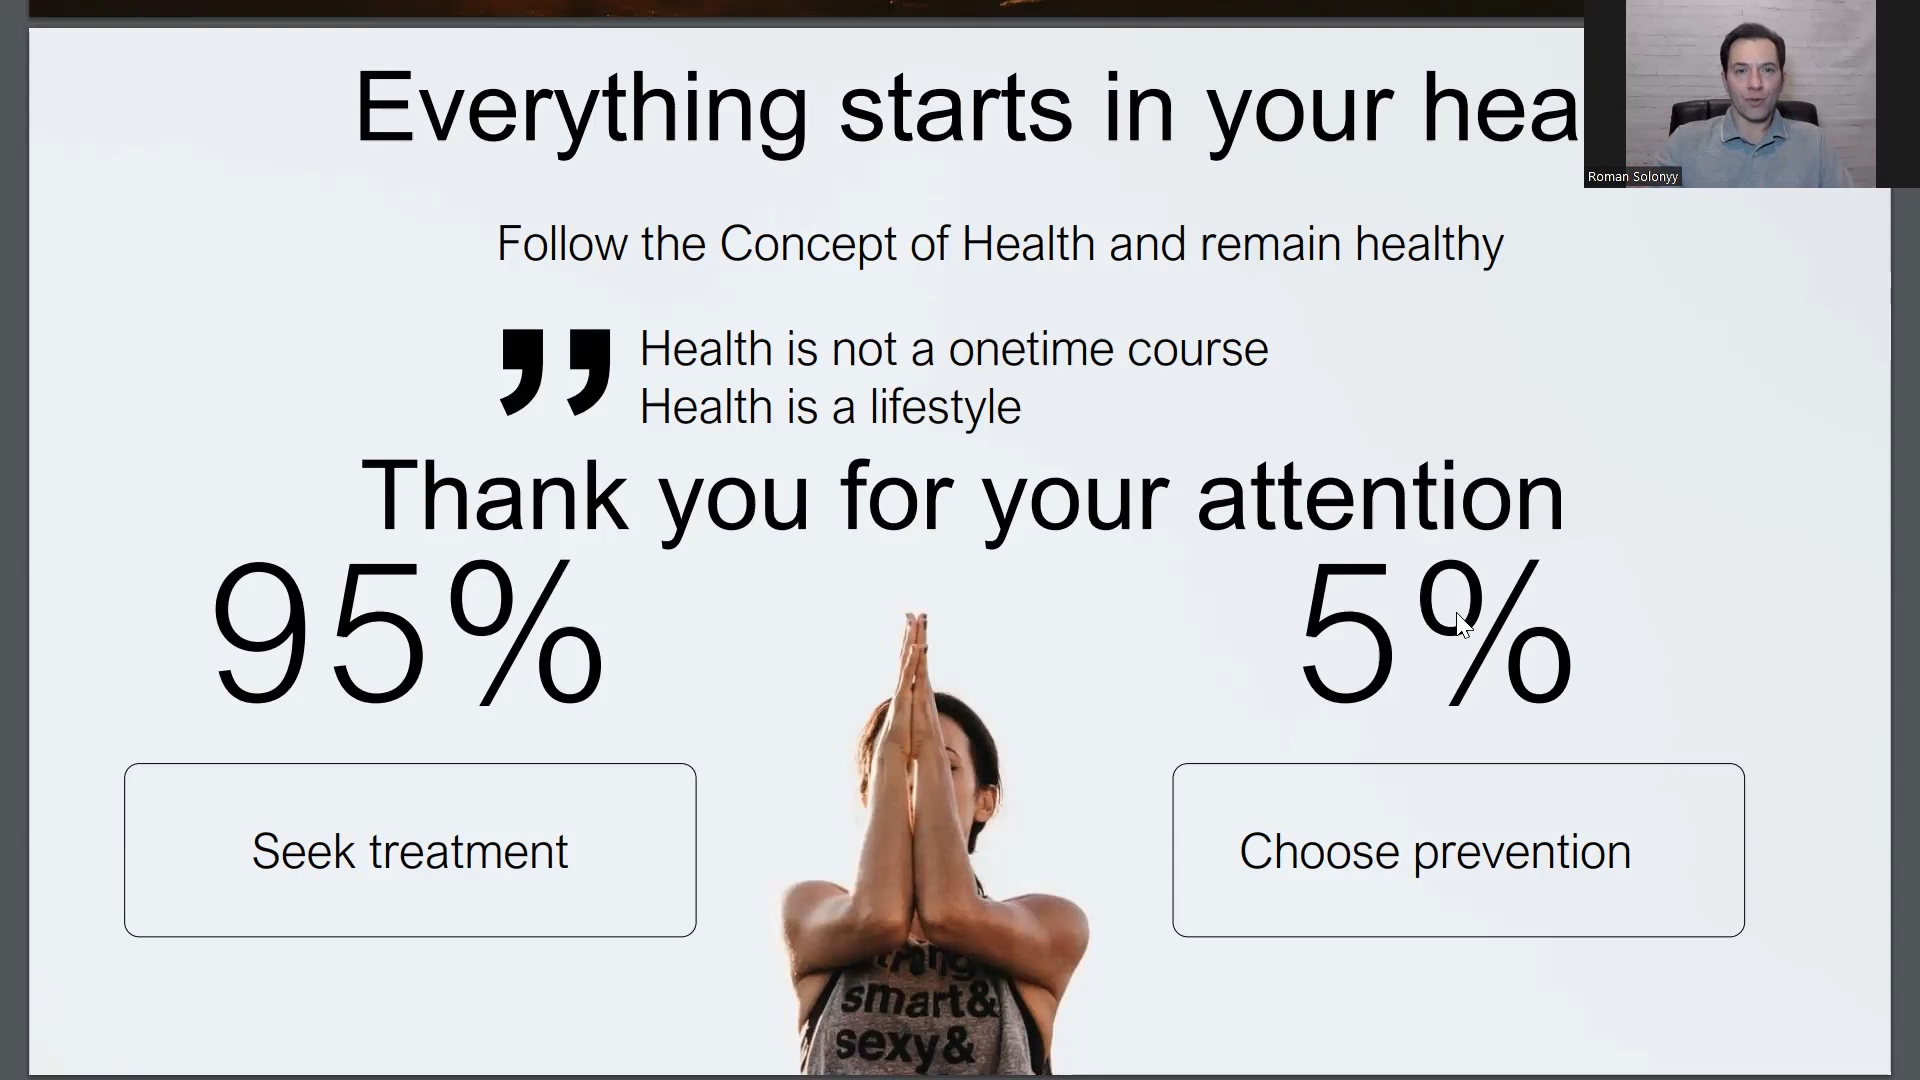 Everything starts in your hea
Roman Solonyy
Follow the Concept of Health and remain healthy
Health is not a onetime course
Health is a lifestyle
Thank you for your attention
95%
5%
Seek treatment
Choose prevention
smart&
sexy&